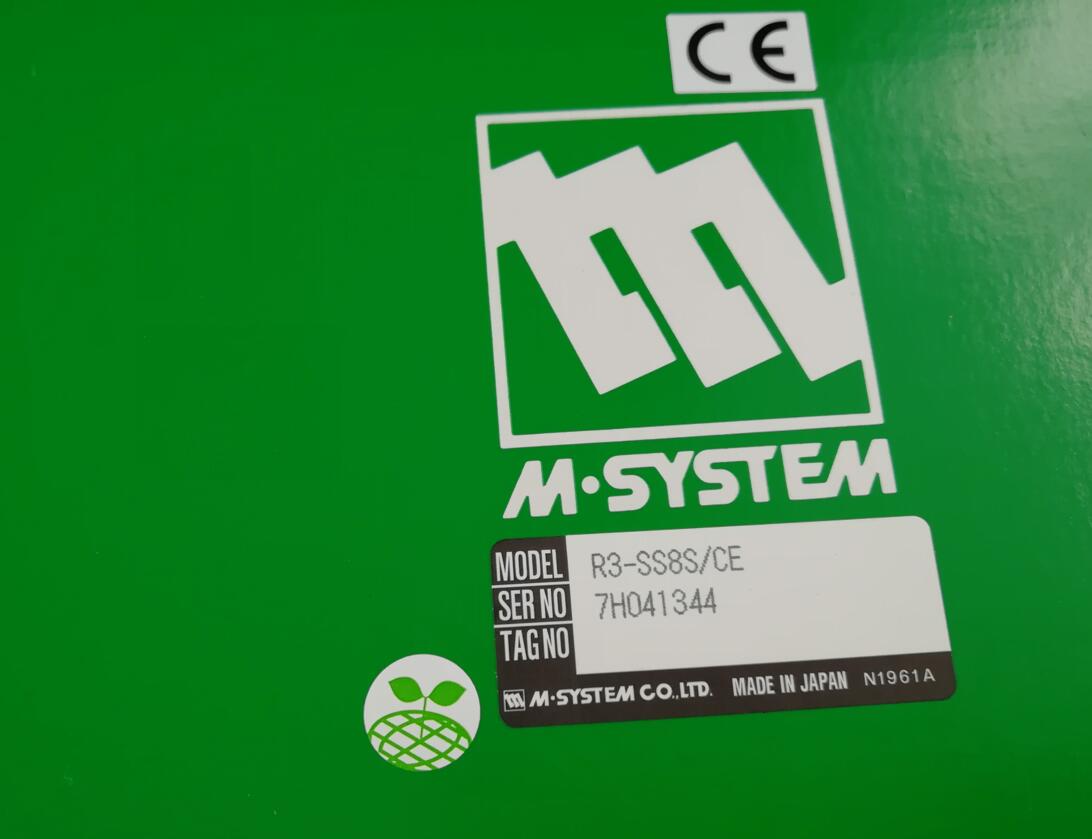 CE
M·SYSTEM
MODEL R3-SS8S/CE
SER NO 7H041344
TAG NO
M·SYSTEM CO.,LTD. MADE IN JAPAN N1961A